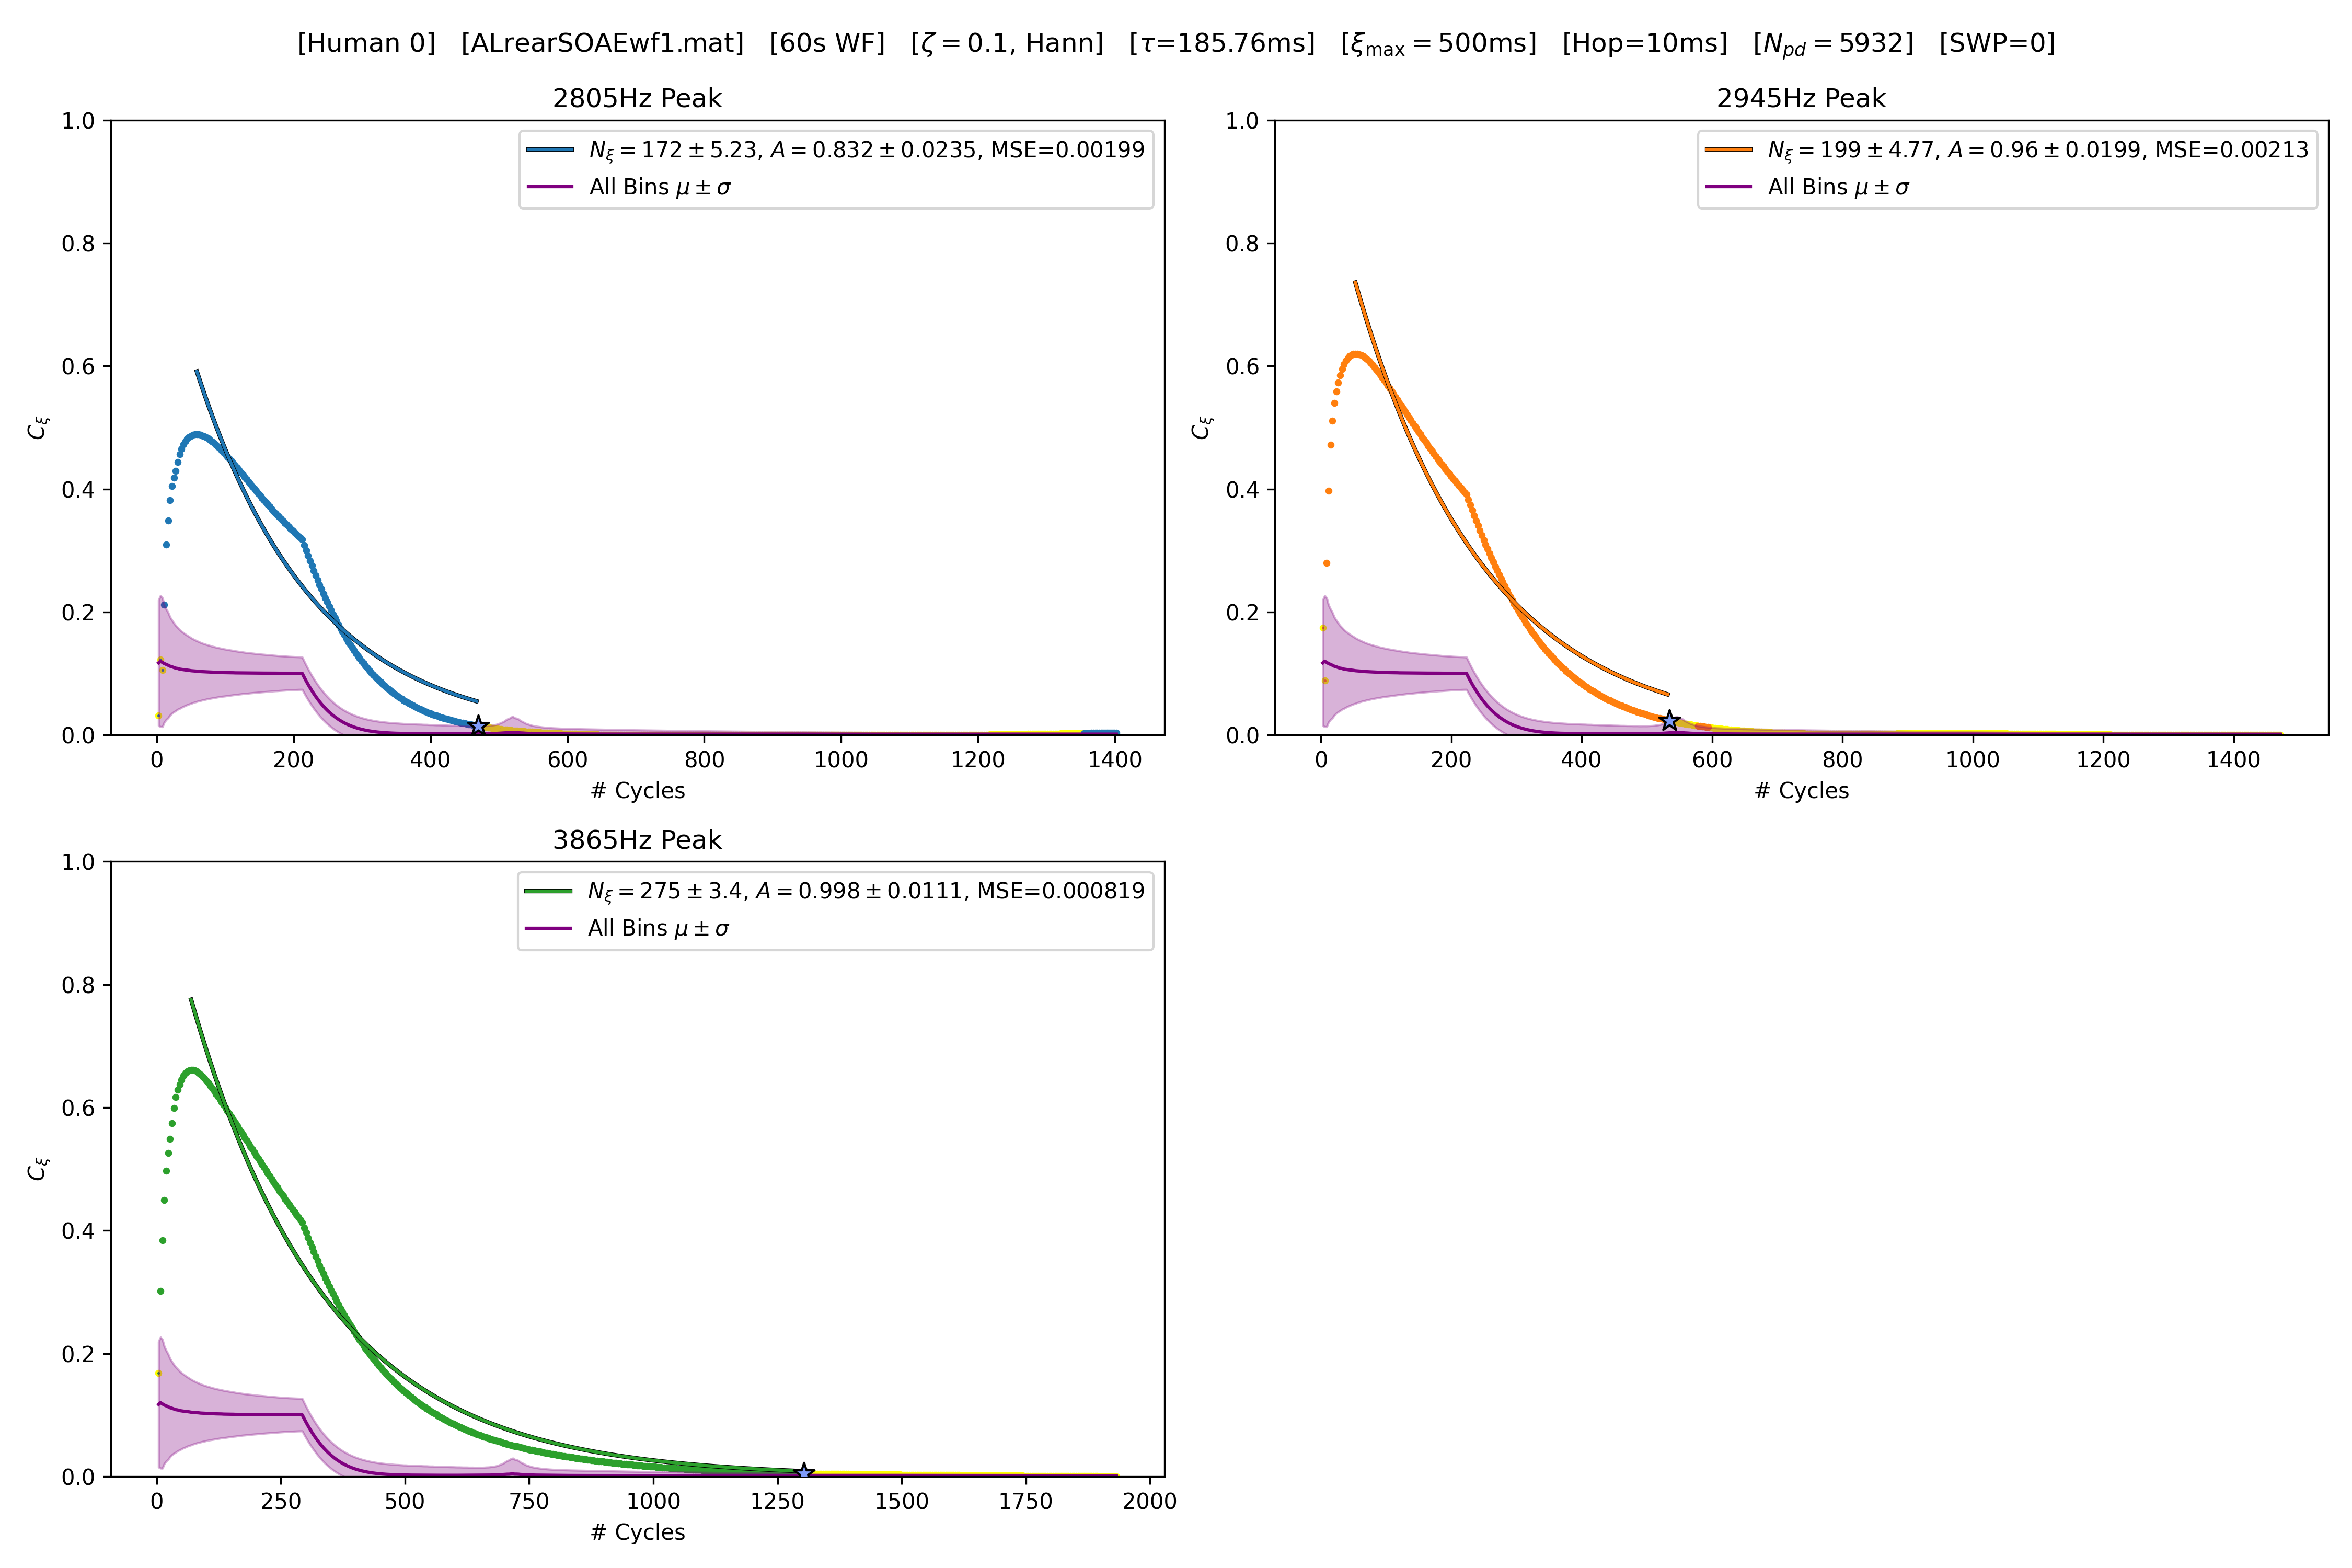 [Human 0] [ALrearSOAEwf1.mat] [60s WF] [ζ = 0.1, Hann] [τ=185.76ms] [ξmax = 500ms] [Hop=10ms] [Npd = 5932] [SWP=0]
2805Hz Peak
Nξ = 172 ± 5.23, A = 0.832 ± 0.0235, MSE=0.00199
All Bins μ ± σ
1.0
0.8
0.6
0.4
0.2
0.0
Cξ
0 200 400 600 800 1000 1200 1400
# Cycles
2945Hz Peak
Nξ = 199 ± 4.77, A = 0.96 ± 0.0199, MSE=0.00213
All Bins μ ± σ
1.0
0.8
0.6
0.4
0.2
0.0
Cξ
0 200 400 600 800 1000 1200 1400
# Cycles
3865Hz Peak
Nξ = 275 ± 3.4, A = 0.998 ± 0.0111, MSE=0.000819
All Bins μ ± σ
1.0
0.8
0.6
0.4
0.2
0.0
Cξ
0 250 500 750 1000 1250 1500 1750 2000
# Cycles